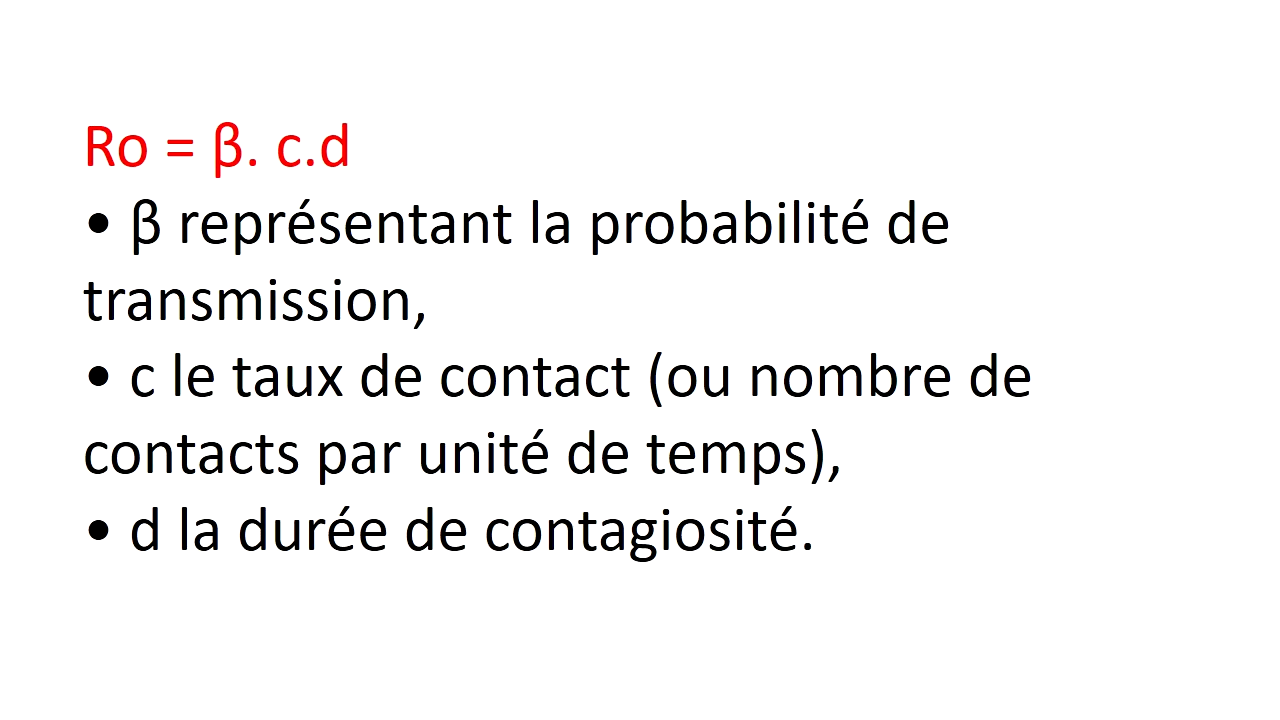 Ro = β. c.d
• β représentant la probabilité de
transmission,
• c le taux de contact (ou nombre de
contacts par unité de temps),
• d la durée de contagiosité.